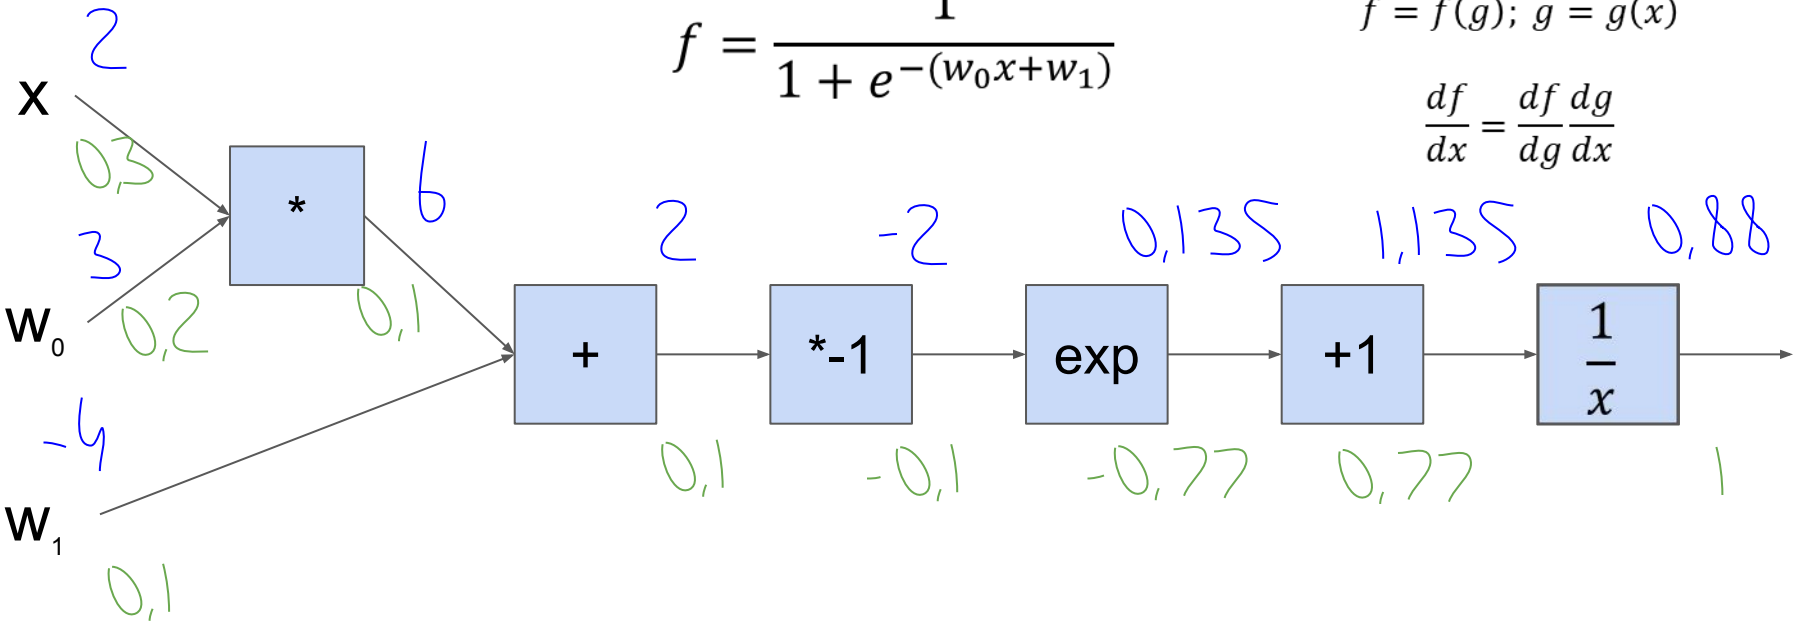 2
f = 1 / (1 + e^{-(w₀x+w₁)})
f = f(g); g = g(x)
df/dx = df/dg dg/dx
x
0,3
*
6
3
w₀
0,2
0,1
2
-2
0,135
1,135
0,88
+
*-1
exp
+1
1/x
-4
0,1
-0,1
-0,77
0,77
1
w₁
0,1